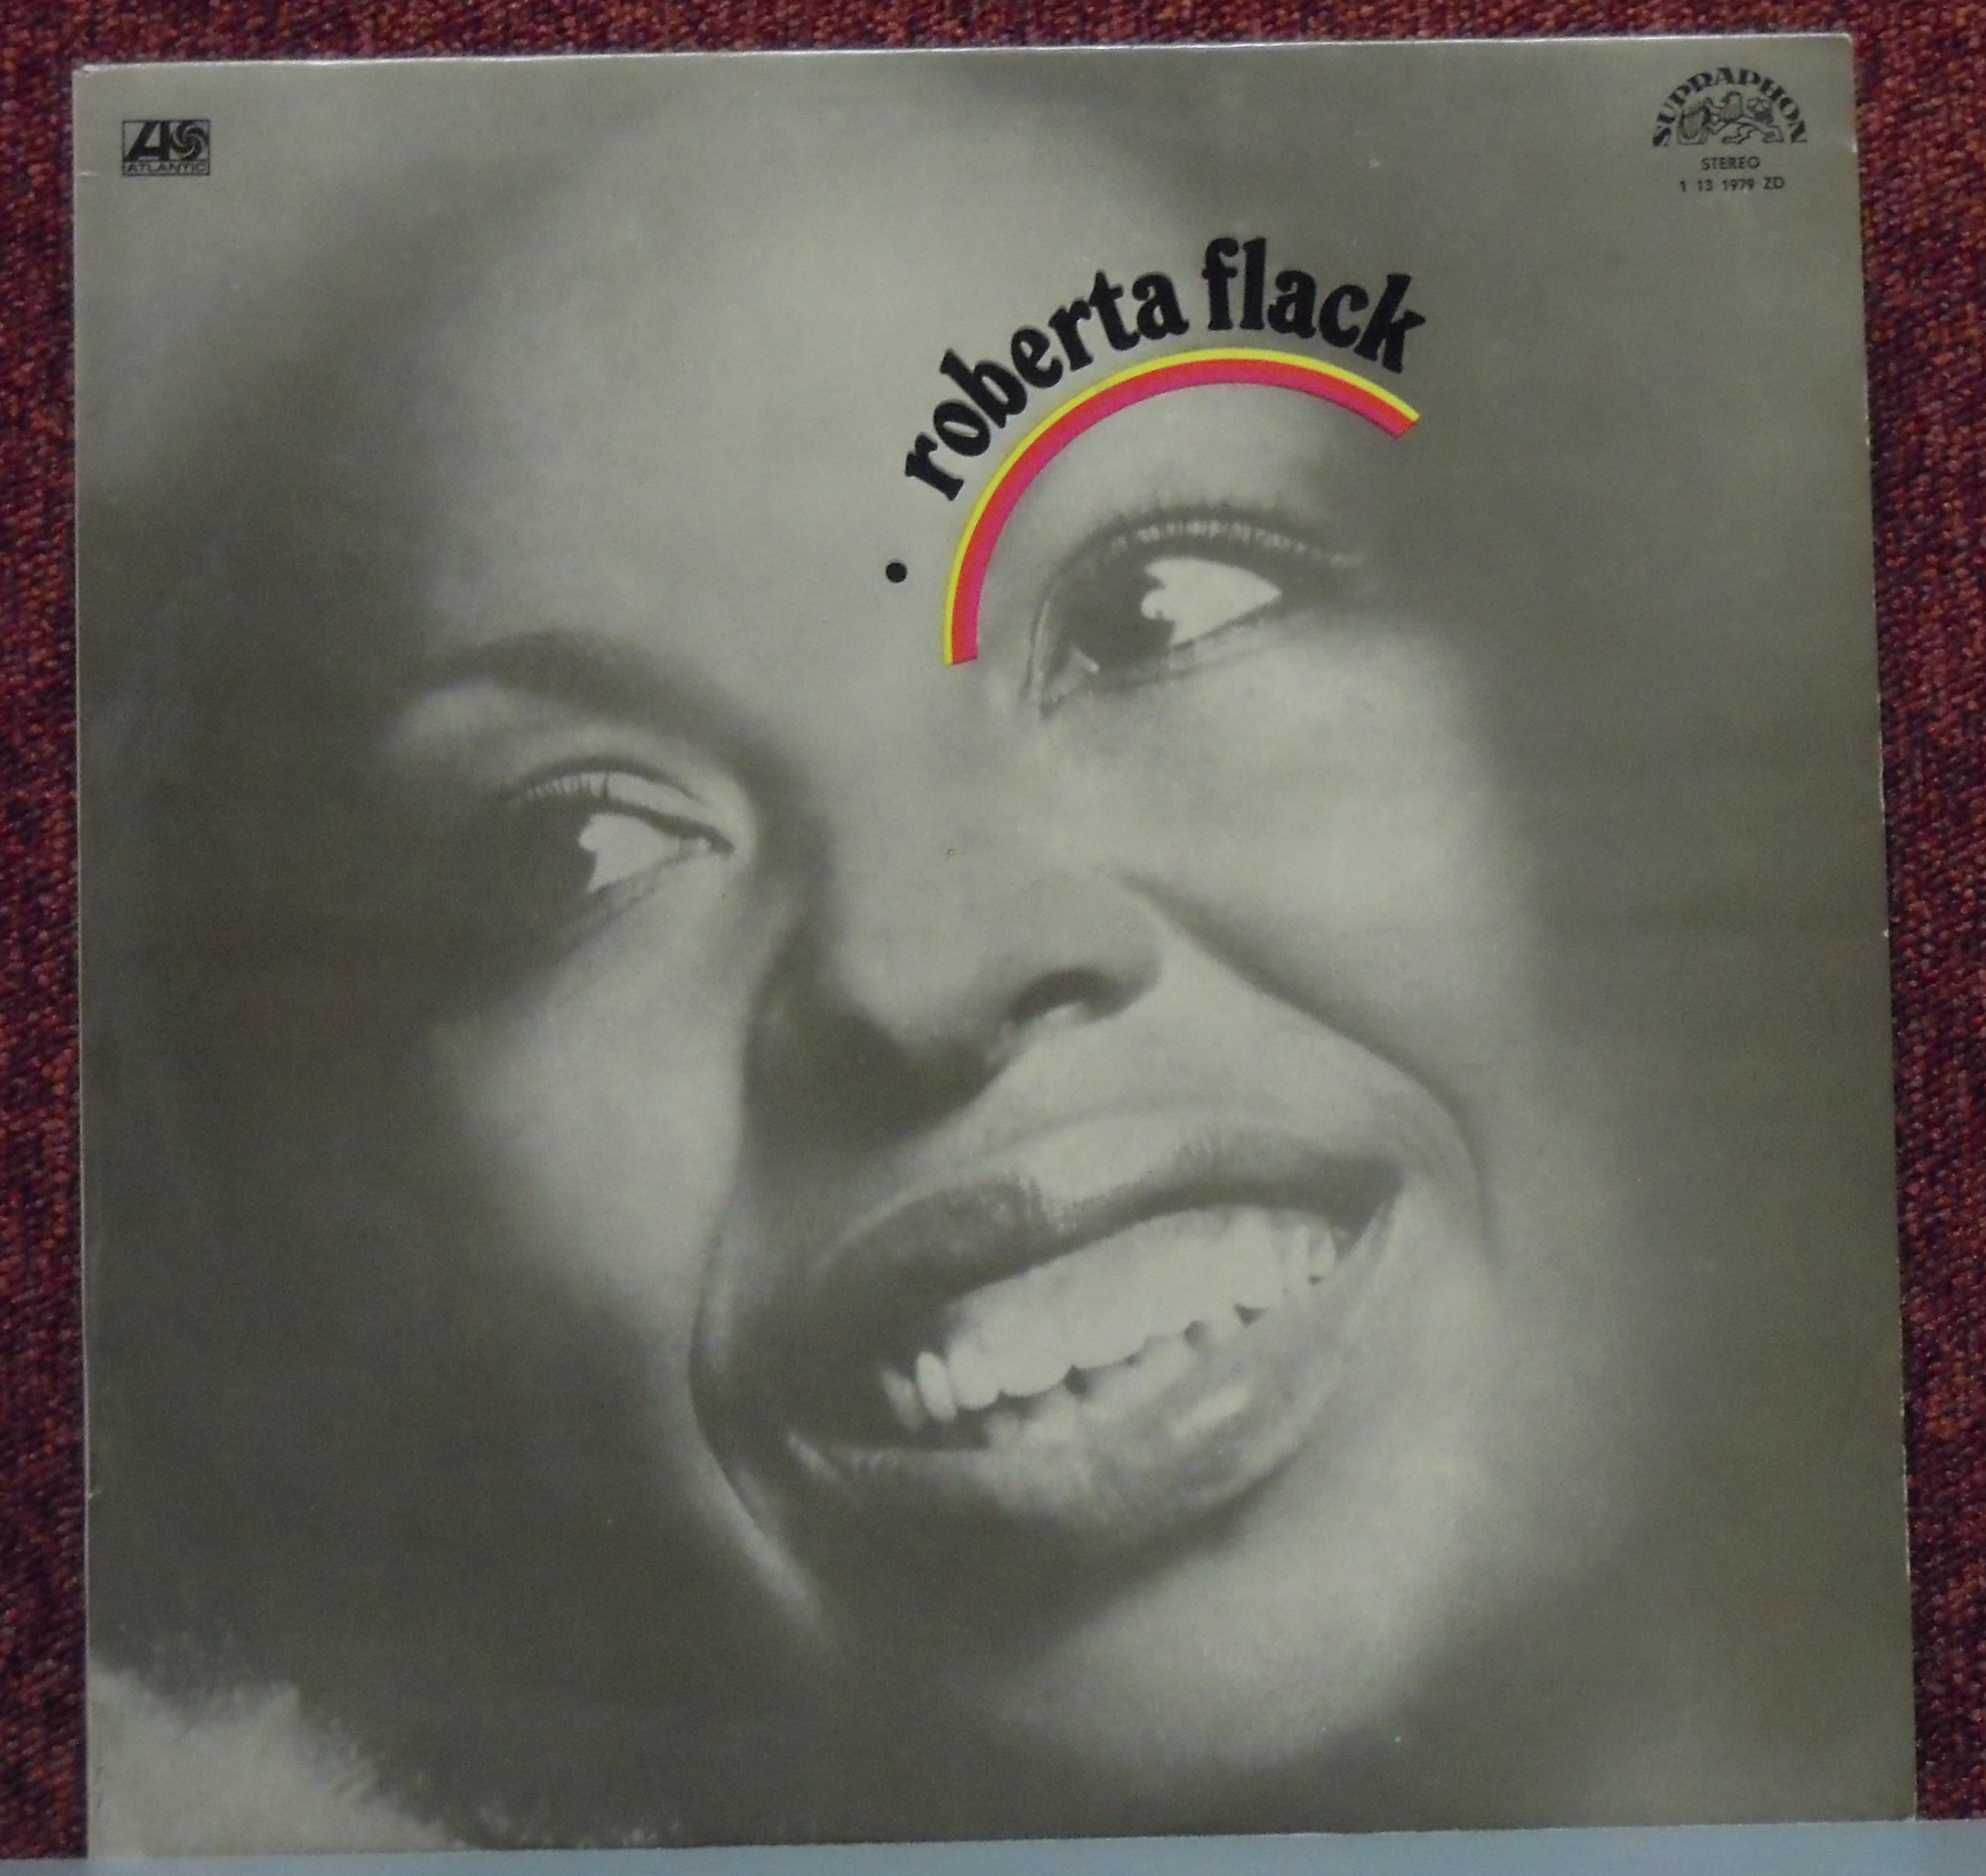 ATLANTIC
SUPRAPHON
STEREO
1 13 1979 ZD
roberta flack